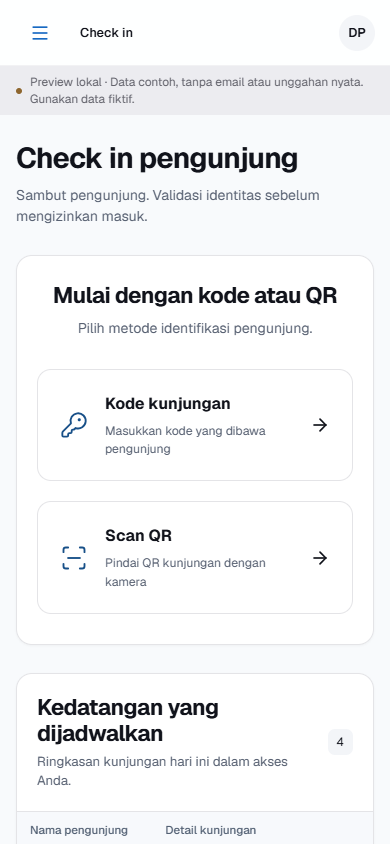 Check in
DP
Preview lokal · Data contoh, tanpa email atau unggahan nyata.
Gunakan data fiktif.
Check in pengunjung
Sambut pengunjung. Validasi identitas sebelum
mengizinkan masuk.
Mulai dengan kode atau QR
Pilih metode identifikasi pengunjung.
Kode kunjungan
Masukkan kode yang dibawa
pengunjung
Scan QR
Pindai QR kunjungan dengan
kamera
Kedatangan yang
dijadwalkan
4
Ringkasan kunjungan hari ini dalam akses
Anda.
Nama pengunjung Detail kunjungan